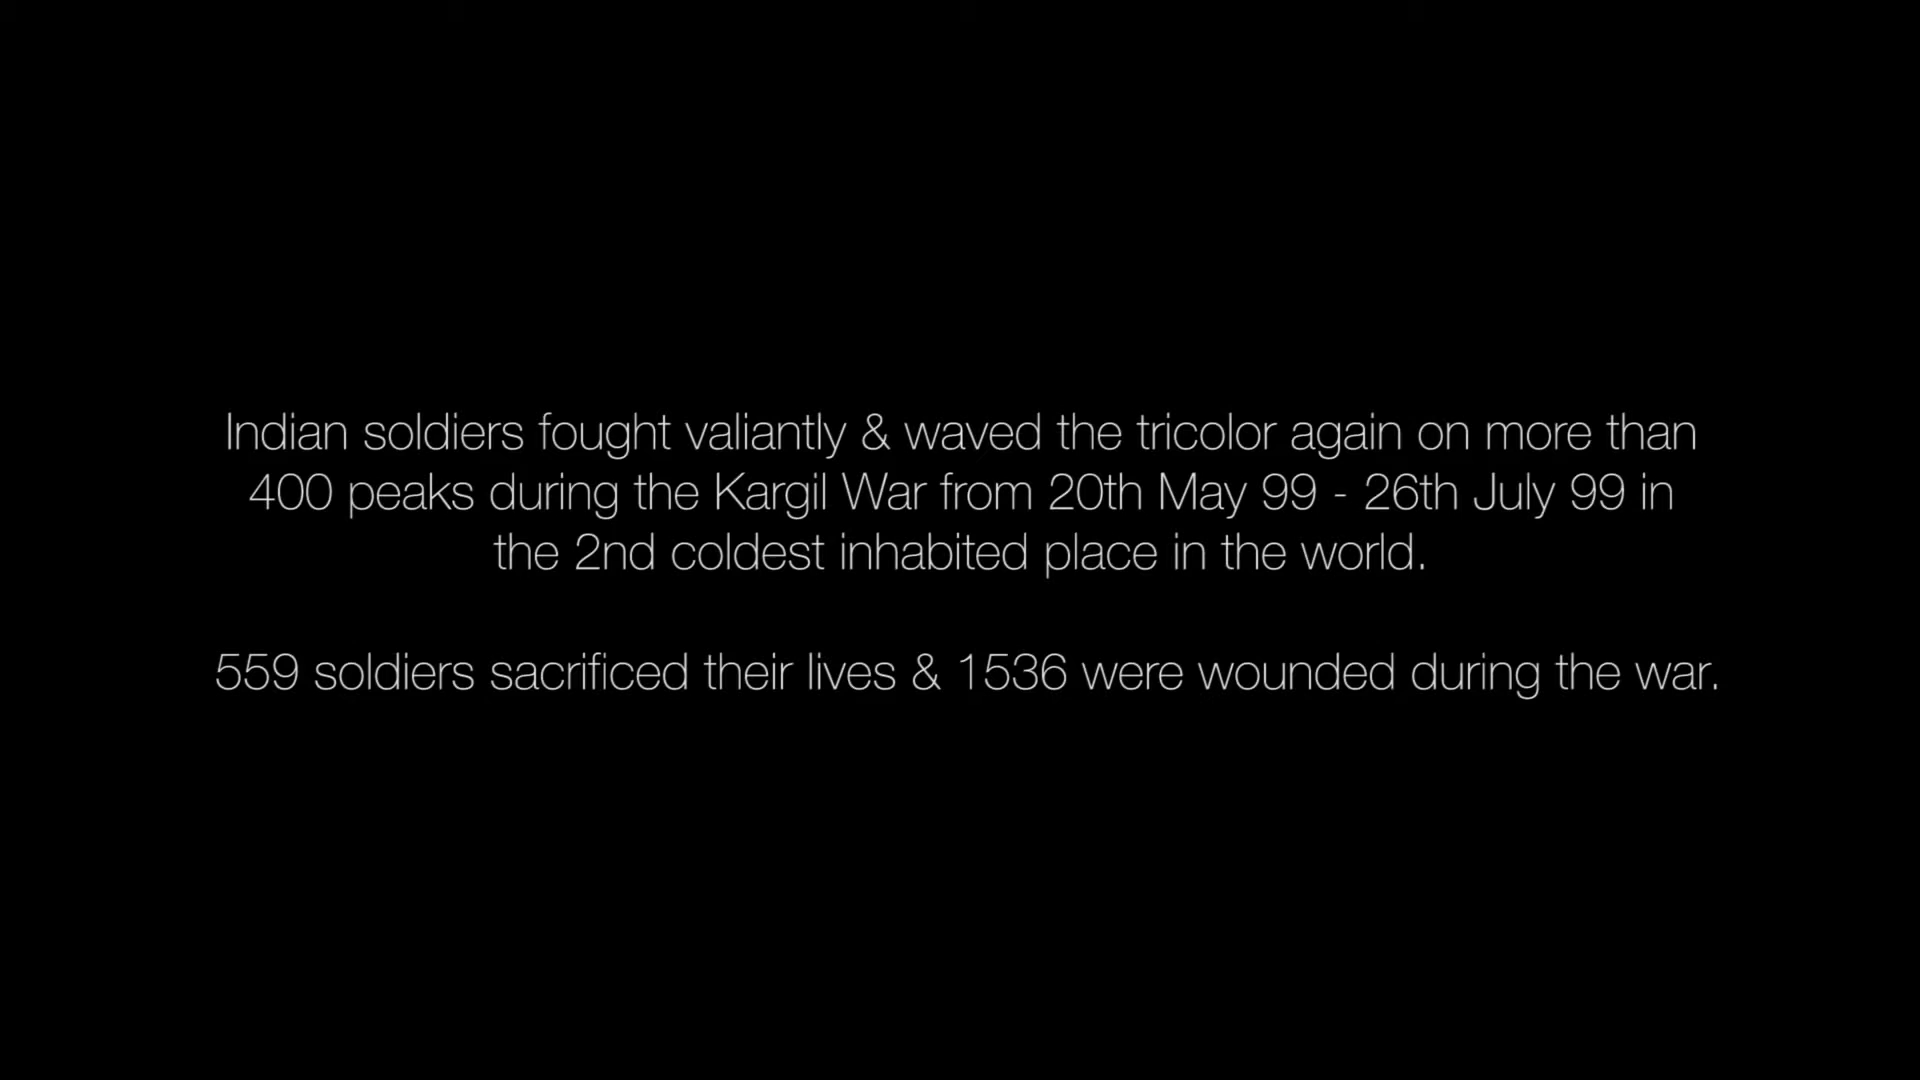 Indian soldiers fought valiantly & waved the tricolor again on more than
400 peaks during the Kargil War from 20th May 99 - 26th July 99 in
the 2nd coldest inhabited place in the world.
559 soldiers sacrificed their lives & 1536 were wounded during the war.